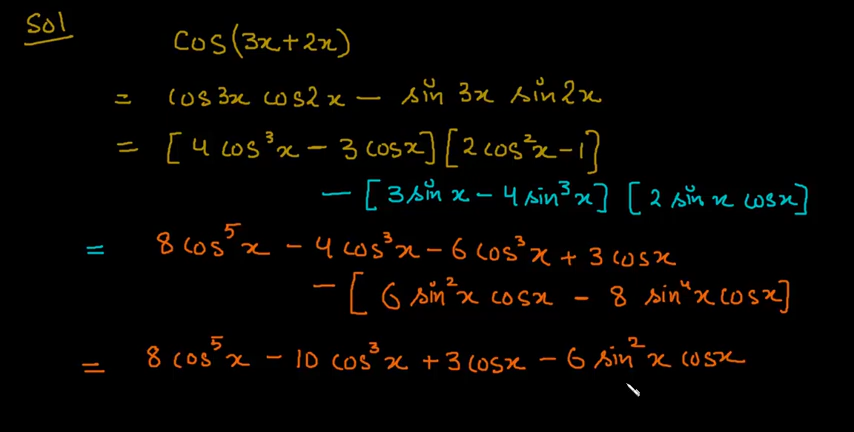 Sol
cos(3x+2x)
= cos3x cos2x − sin 3x sin2x
= [4 cos³x − 3 cosx][2 cos²x −1]
− [3 sin x − 4 sin³x] [2 sin x cosx]
= 8 cos⁵x − 4 cos³x − 6 cos³x + 3 cosx
− [6 sin²x cosx − 8 sin⁴x cosx]
= 8 cos⁵x − 10 cos³x + 3 cosx − 6 sin²x cosx